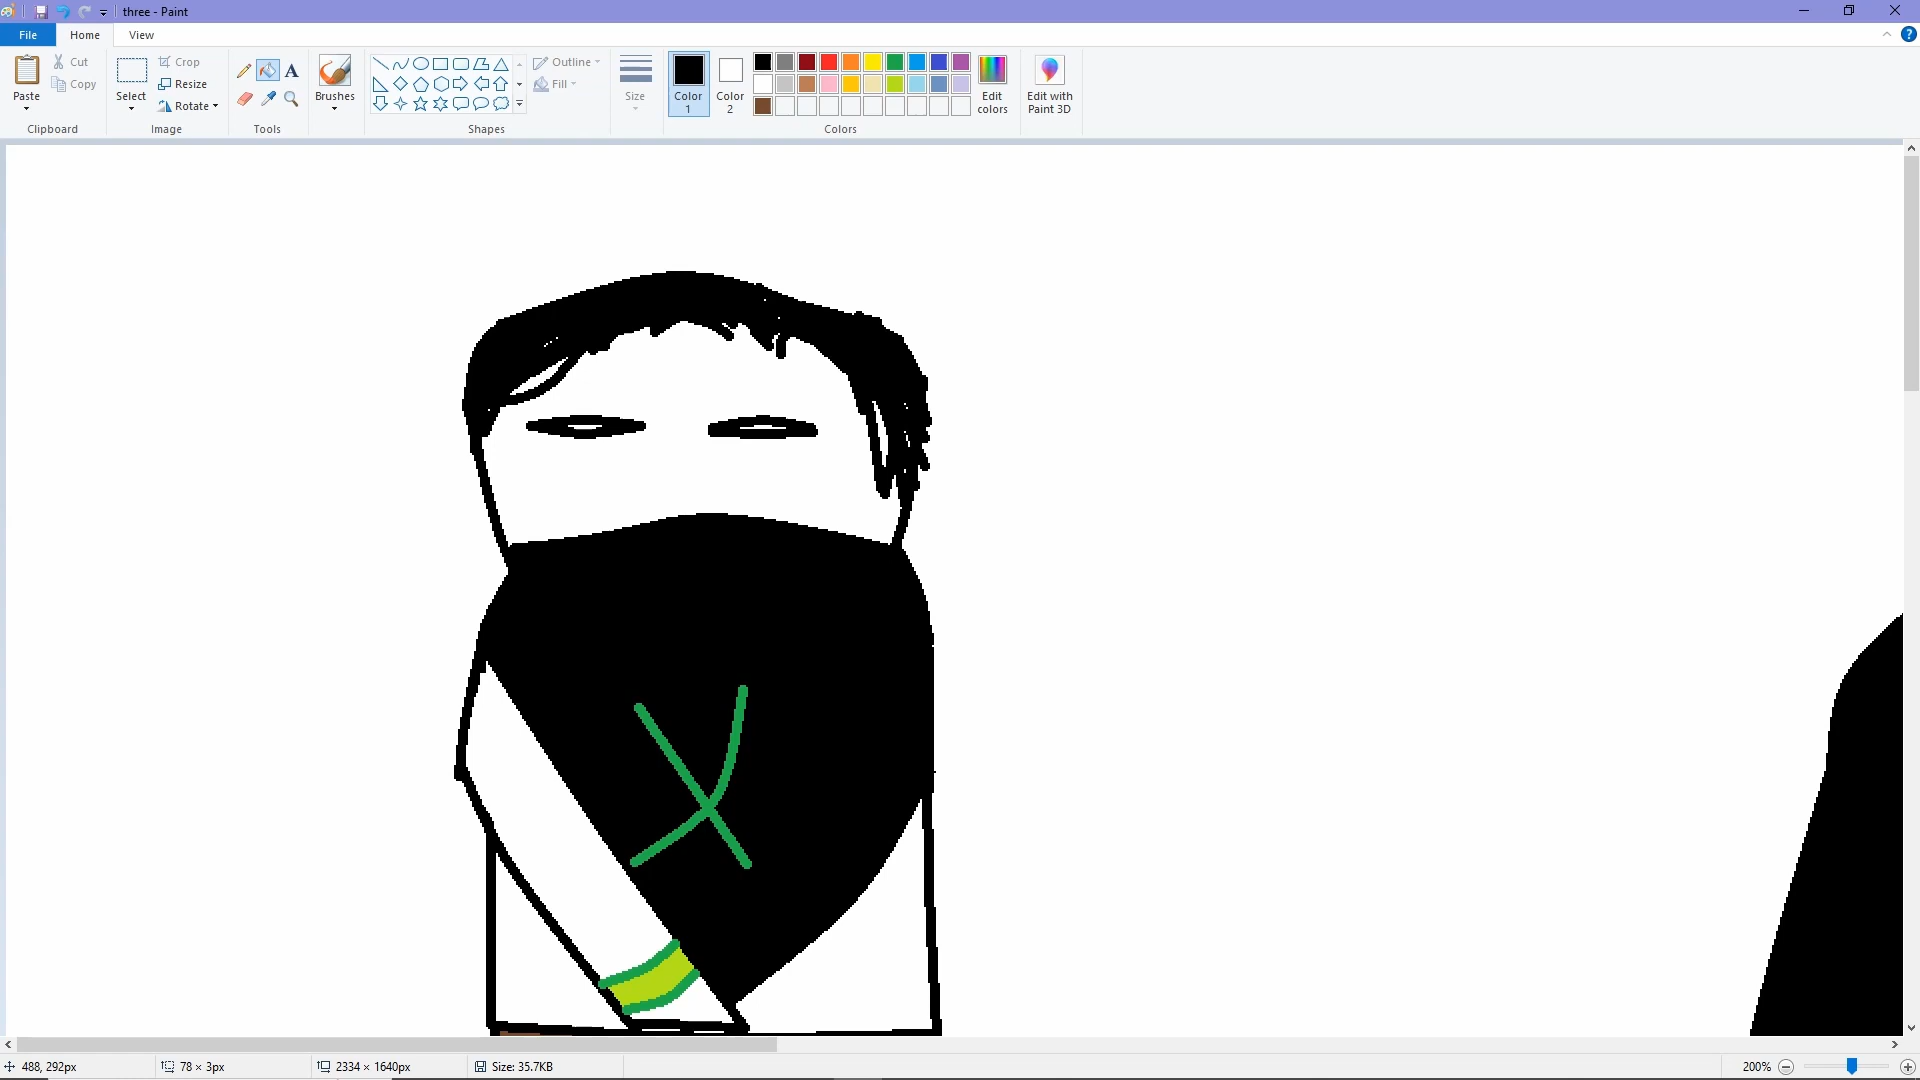 three - Paint
File Home View
Paste Cut Copy
Clipboard
Select Crop Resize Rotate
Image
A
Tools
Brushes
Shapes
Outline
Fill
Size
Color 1
Color 2
Edit colors
Colors
Edit with Paint 3D
?
X
488, 292px 78 × 3px 2334 × 1640px Size: 35.7KB 200%